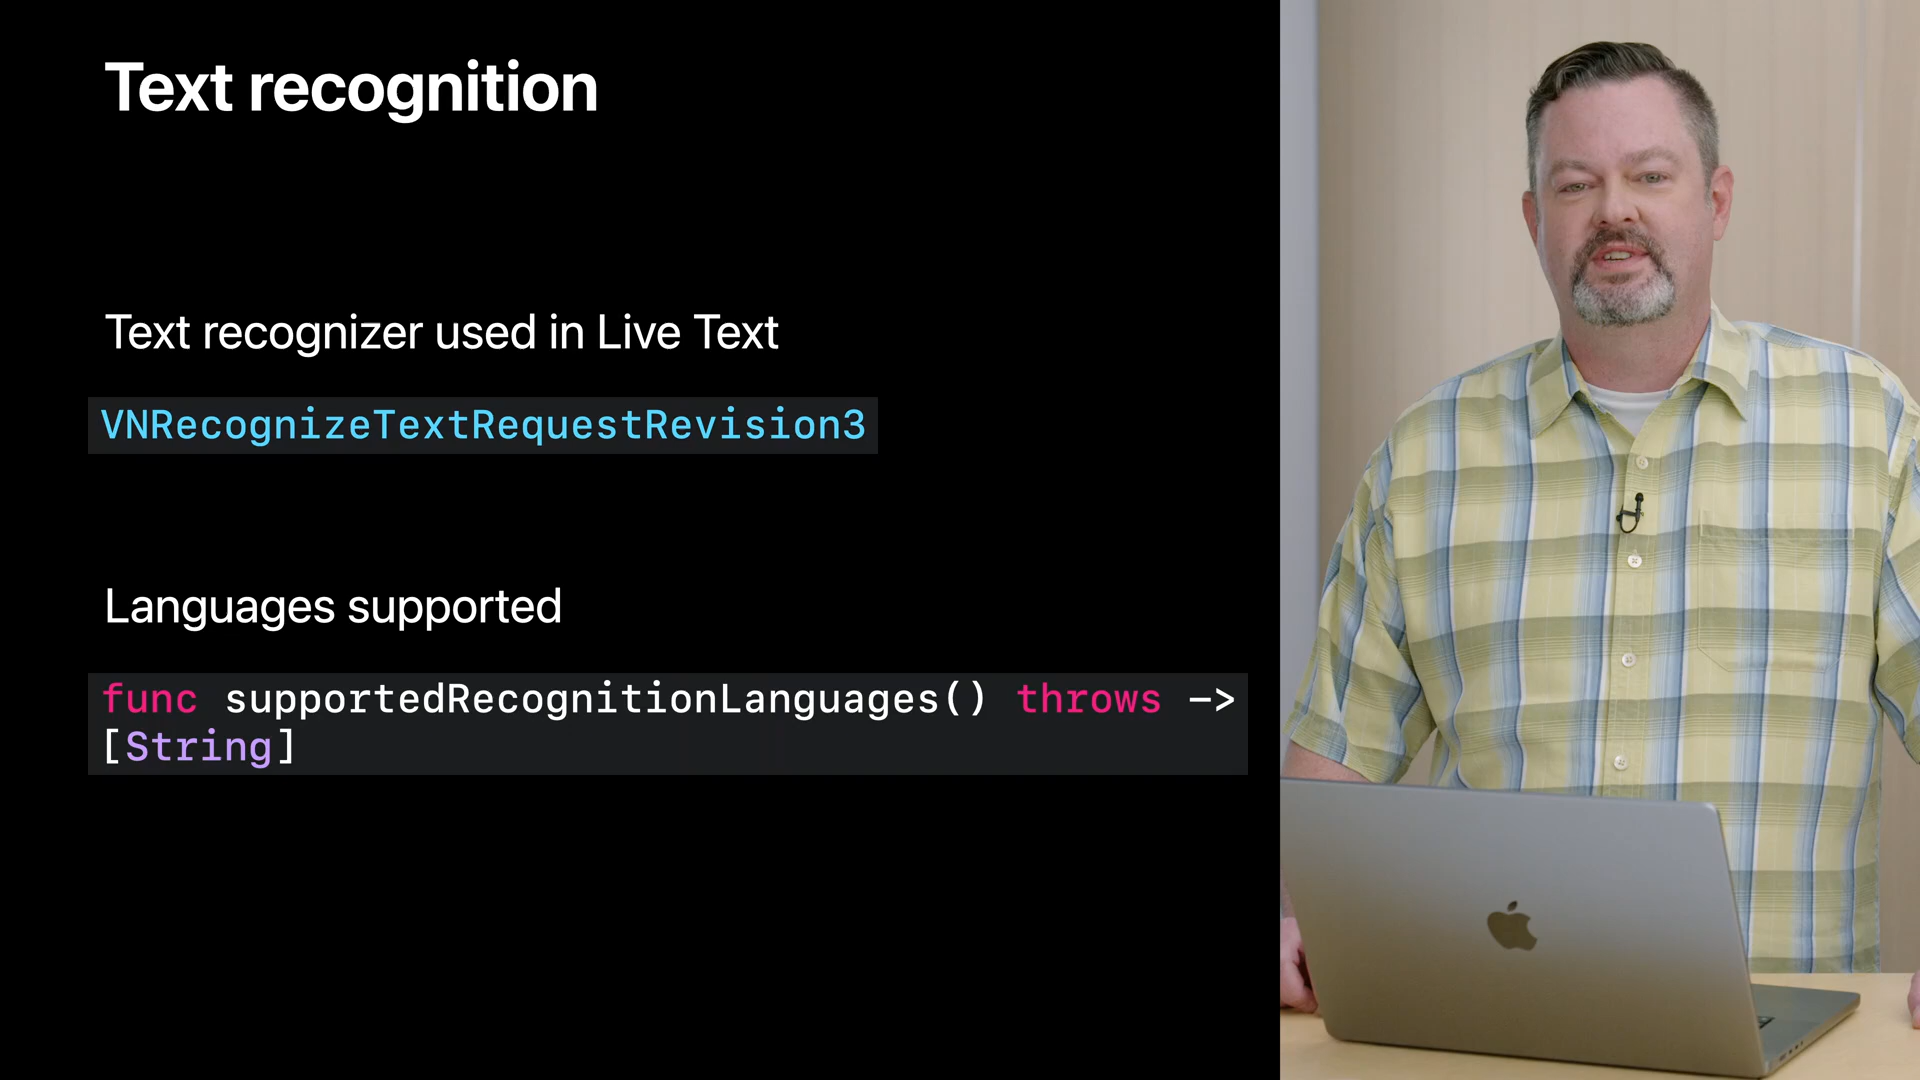 Text recognition
Text recognizer used in Live Text
VNRecognizeTextRequestRevision3
Languages supported
func supportedRecognitionLanguages() throws ->
[String]